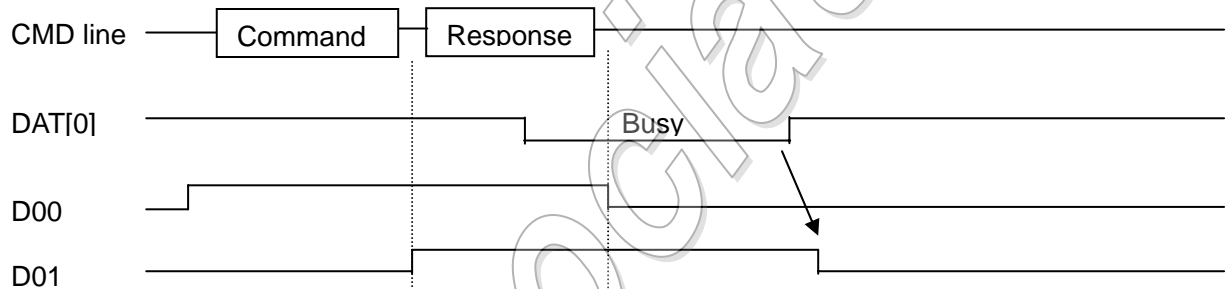 CMD line Command Response
DAT[0] Busy
D00
D01